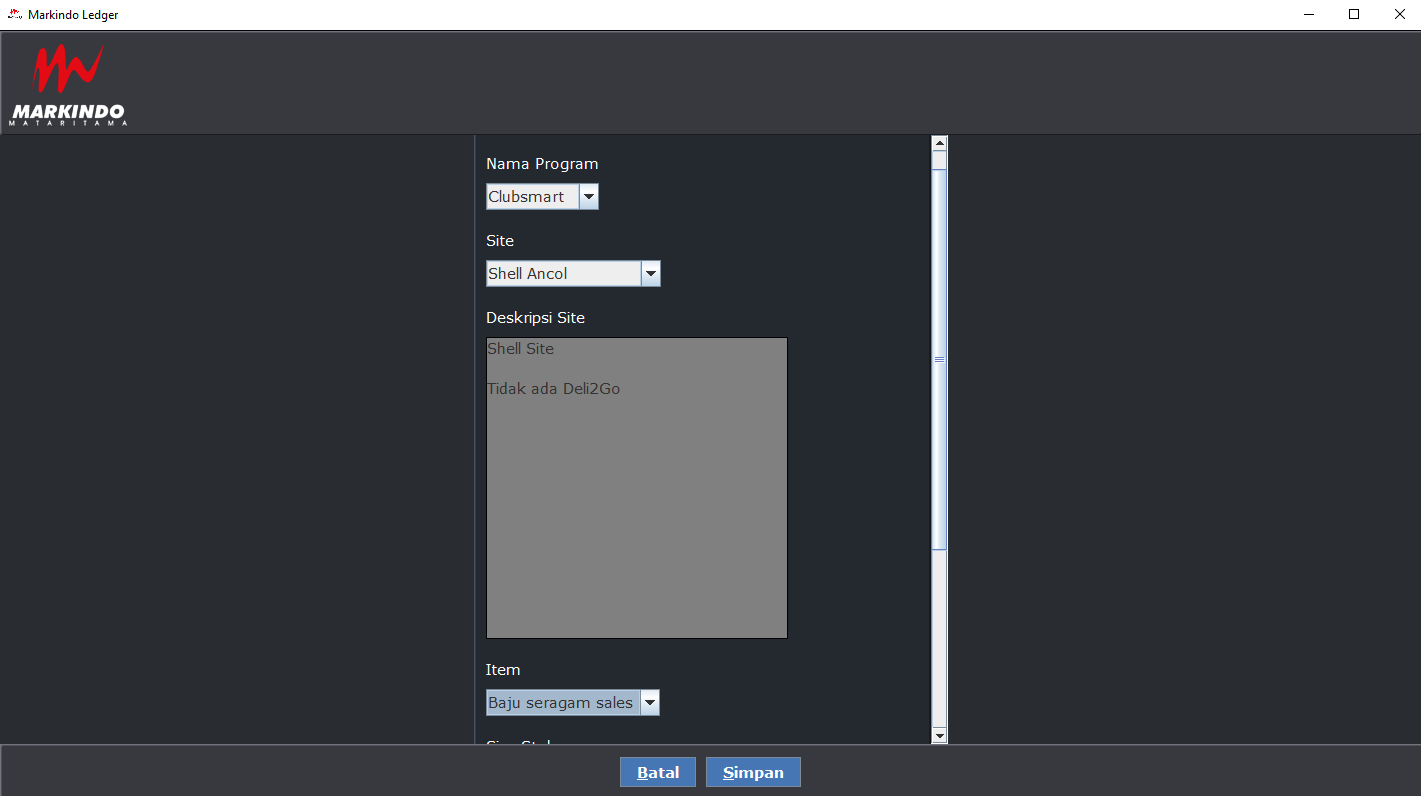 Markindo Ledger
MARKINDO
MATARITAMA
Nama Program
Clubsmart
Site
Shell Ancol
Deskripsi Site
Shell Site
Tidak ada Deli2Go
Item
Baju seragam sales
Batal
Simpan